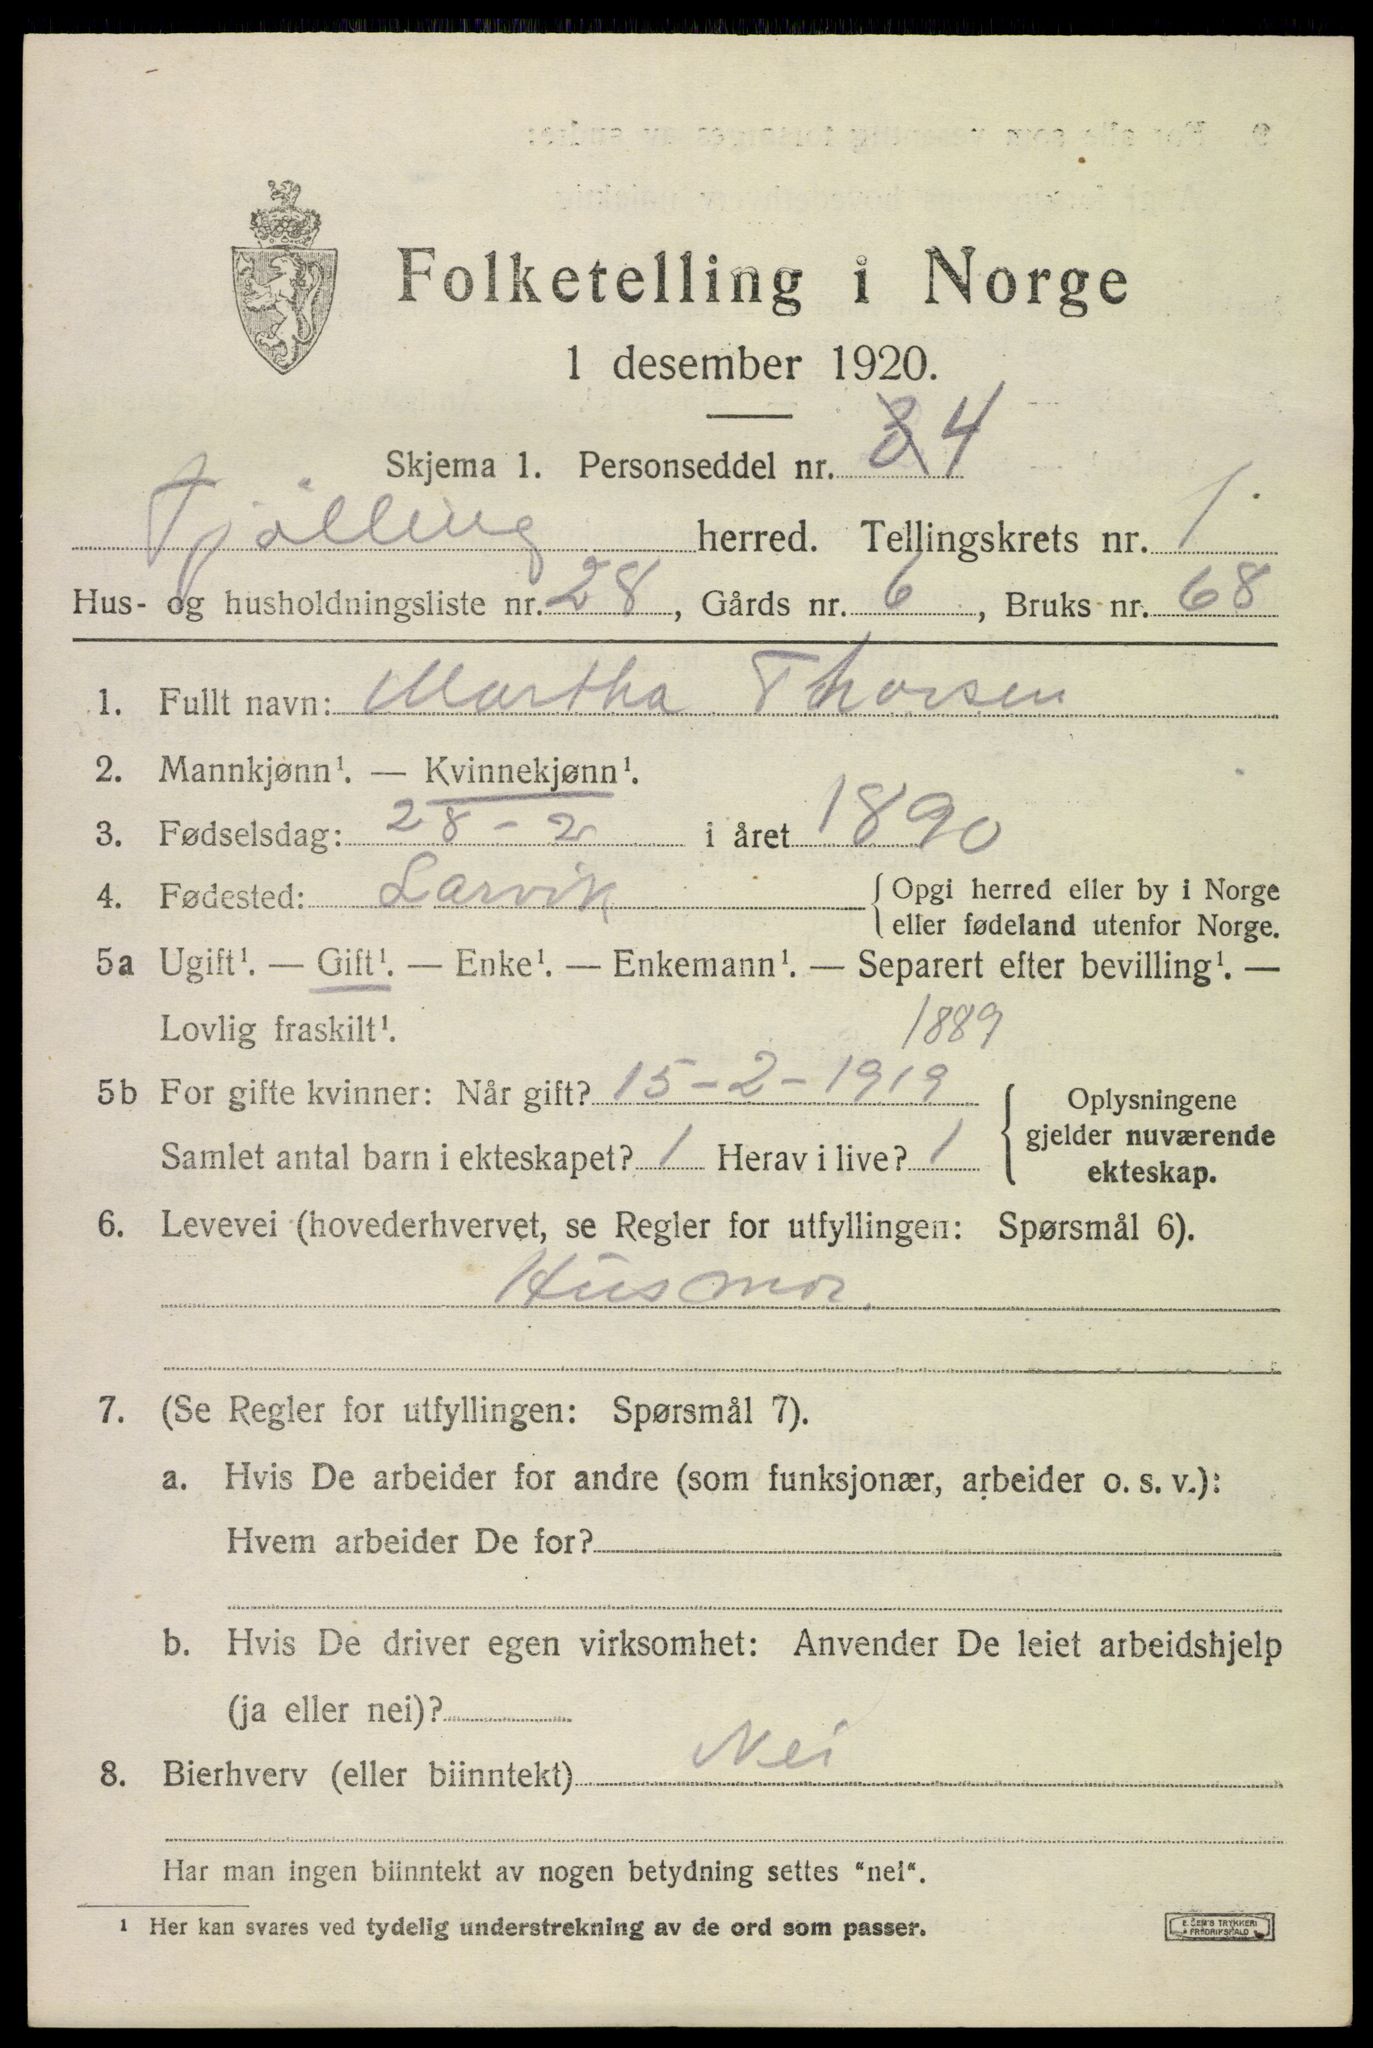 Folketelling i Norge
1 desember 1920.
Skjema 1. Personseddel nr. 3 4
Tjølling herred. Tellingskrets nr. 1
Hus- og husholdningsliste nr. 28, Gårds nr. 6, Bruks nr. 68
1. Fullt navn: Martha Thorsen
2. Mannkjønn¹. — Kvinnekjønn¹.
3. Fødselsdag: 28 - 2 i året 1890
4. Fødested: Larvik { Opgi herred eller by i Norge
eller fødeland utenfor Norge.
5a Ugift¹. — Gift¹. — Enke¹. — Enkemann¹. — Separert efter bevilling¹. —
Lovlig fraskilt¹. 1889
5b For gifte kvinner: Når gift? 15-2-1919
Samlet antal barn i ekteskapet? 1 Herav i live? 1
Oplysningene
gjelder nuværende
ekteskap.
6. Levevei (hovederhvervet, se Regler for utfyllingen: Spørsmål 6).
Husmor.
7. (Se Regler for utfyllingen: Spørsmål 7).
a. Hvis De arbeider for andre (som funksjonær, arbeider o. s. v.):
Hvem arbeider De for?
b. Hvis De driver egen virksomhet: Anvender De leiet arbeidshjelp
(ja eller nei)?
8. Bierhverv (eller biinntekt) Nei
Har man ingen biinntekt av nogen betydning settes "nei".
¹ Her kan svares ved tydelig understrekning av de ord som passer.
E. SEM'S TRYKKERI
FREDRIKSHALD